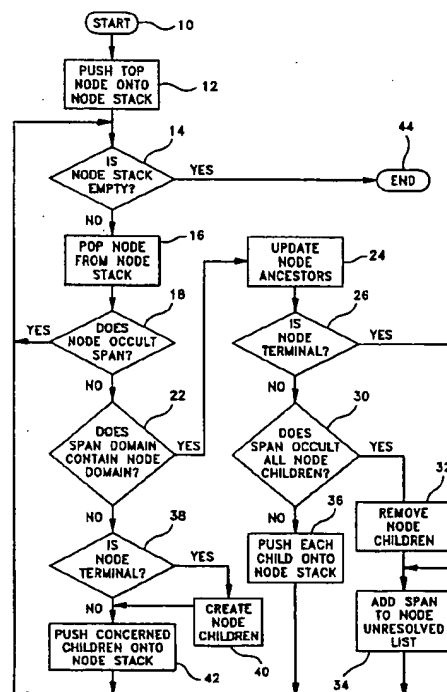 START
10
PUSH TOP
NODE ONTO
NODE STACK
12
14
IS
NODE STACK
EMPTY?
YES
44
END
NO
16
POP NODE
FROM NODE
STACK
18
YES
DOES
NODE OCCULT
SPAN?
NO
22
DOES
SPAN DOMAIN
CONTAIN NODE
DOMAIN?
YES
NO
38
IS
NODE
TERMINAL?
YES
NO
CREATE
NODE
CHILDREN
40
PUSH CONCERNED
CHILDREN ONTO
NODE STACK
42
UPDATE
NODE
ANCESTORS
24
26
IS
NODE
TERMINAL?
YES
NO
30
DOES
SPAN OCCULT
ALL NODE
CHILDREN?
YES
NO
36
PUSH EACH
CHILD ONTO
NODE STACK
32
REMOVE
NODE
CHILDREN
ADD SPAN
TO NODE
UNRESOLVED
LIST
34